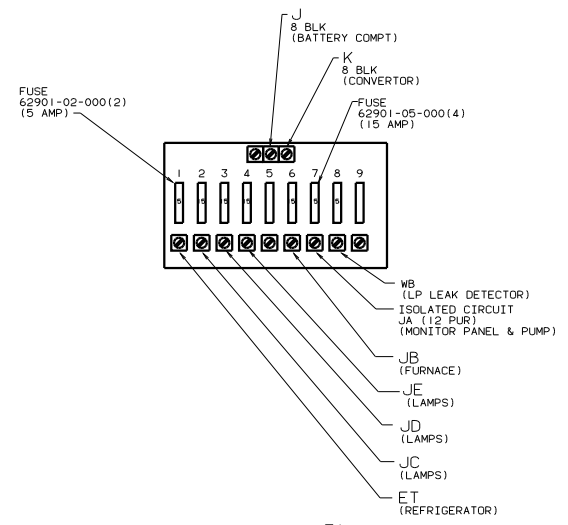 J
8 BLK
(BATTERY COMPT)
K
8 BLK
(CONVERTOR)
FUSE
62901-02-000(2)
(5 AMP)
FUSE
62901-05-000(4)
(15 AMP)
1 2 3 4 5 6 7 8 9
5 15 15 15
WB
(LP LEAK DETECTOR)
ISOLATED CIRCUIT
JA (12 PUR)
(MONITOR PANEL & PUMP)
JB
(FURNACE)
JE
(LAMPS)
JD
(LAMPS)
JC
(LAMPS)
ET
(REFRIGERATOR)